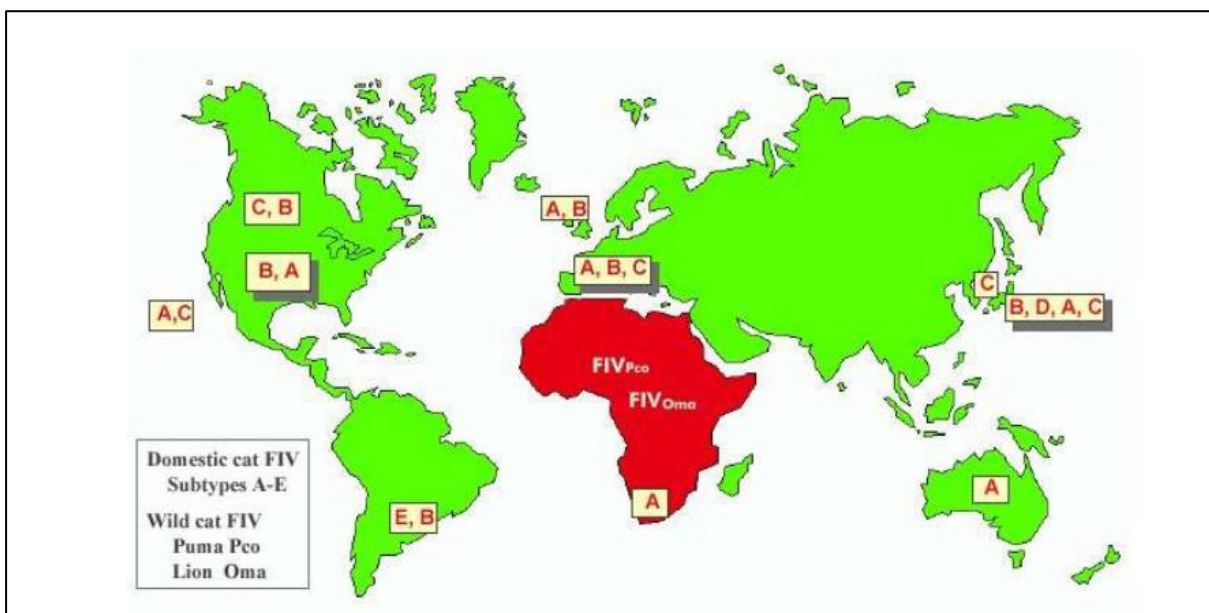 C, B
A, B
B, A
A, B, C
C
A,C
B, D, A, C
FIVPco
FIVOma
Domestic cat FIV
Subtypes A-E
Wild cat FIV
Puma Pco
Lion Oma
E, B
A
A